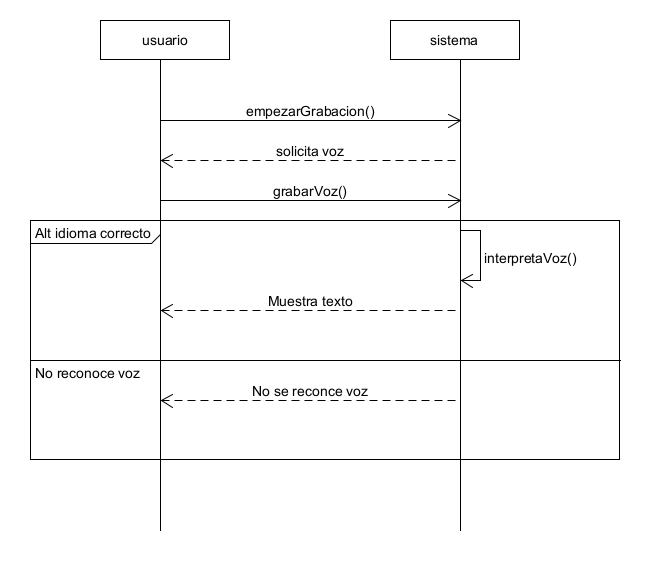 usuario
sistema
empezarGrabacion()
solicita voz
grabarVoz()
Alt idioma correcto
interpretaVoz()
Muestra texto
No reconoce voz
No se reconce voz